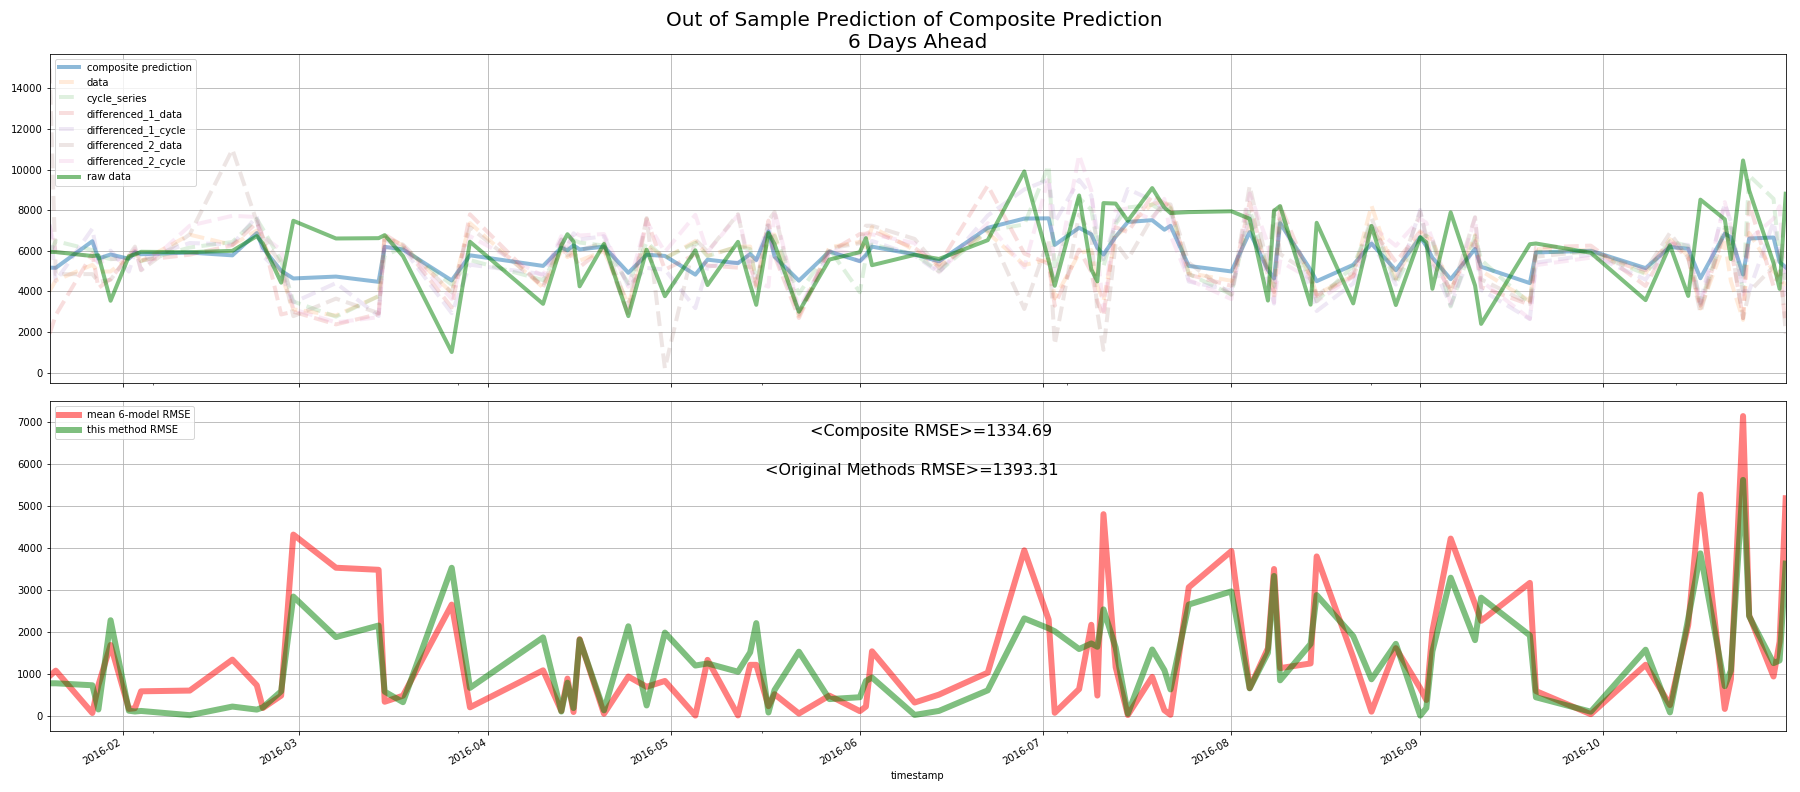 Out of Sample Prediction of Composite Prediction
6 Days Ahead
14000
12000
10000
8000
6000
4000
2000
0
composite prediction
data
cycle_series
differenced_1_data
differenced_1_cycle
differenced_2_data
differenced_2_cycle
raw data
7000
6000
5000
4000
3000
2000
1000
0
mean 6-model RMSE
this method RMSE
<Composite RMSE>=1334.69
<Original Methods RMSE>=1393.31
2016-02
2016-03
2016-04
2016-05
2016-06
2016-07
2016-08
2016-09
2016-10
timestamp